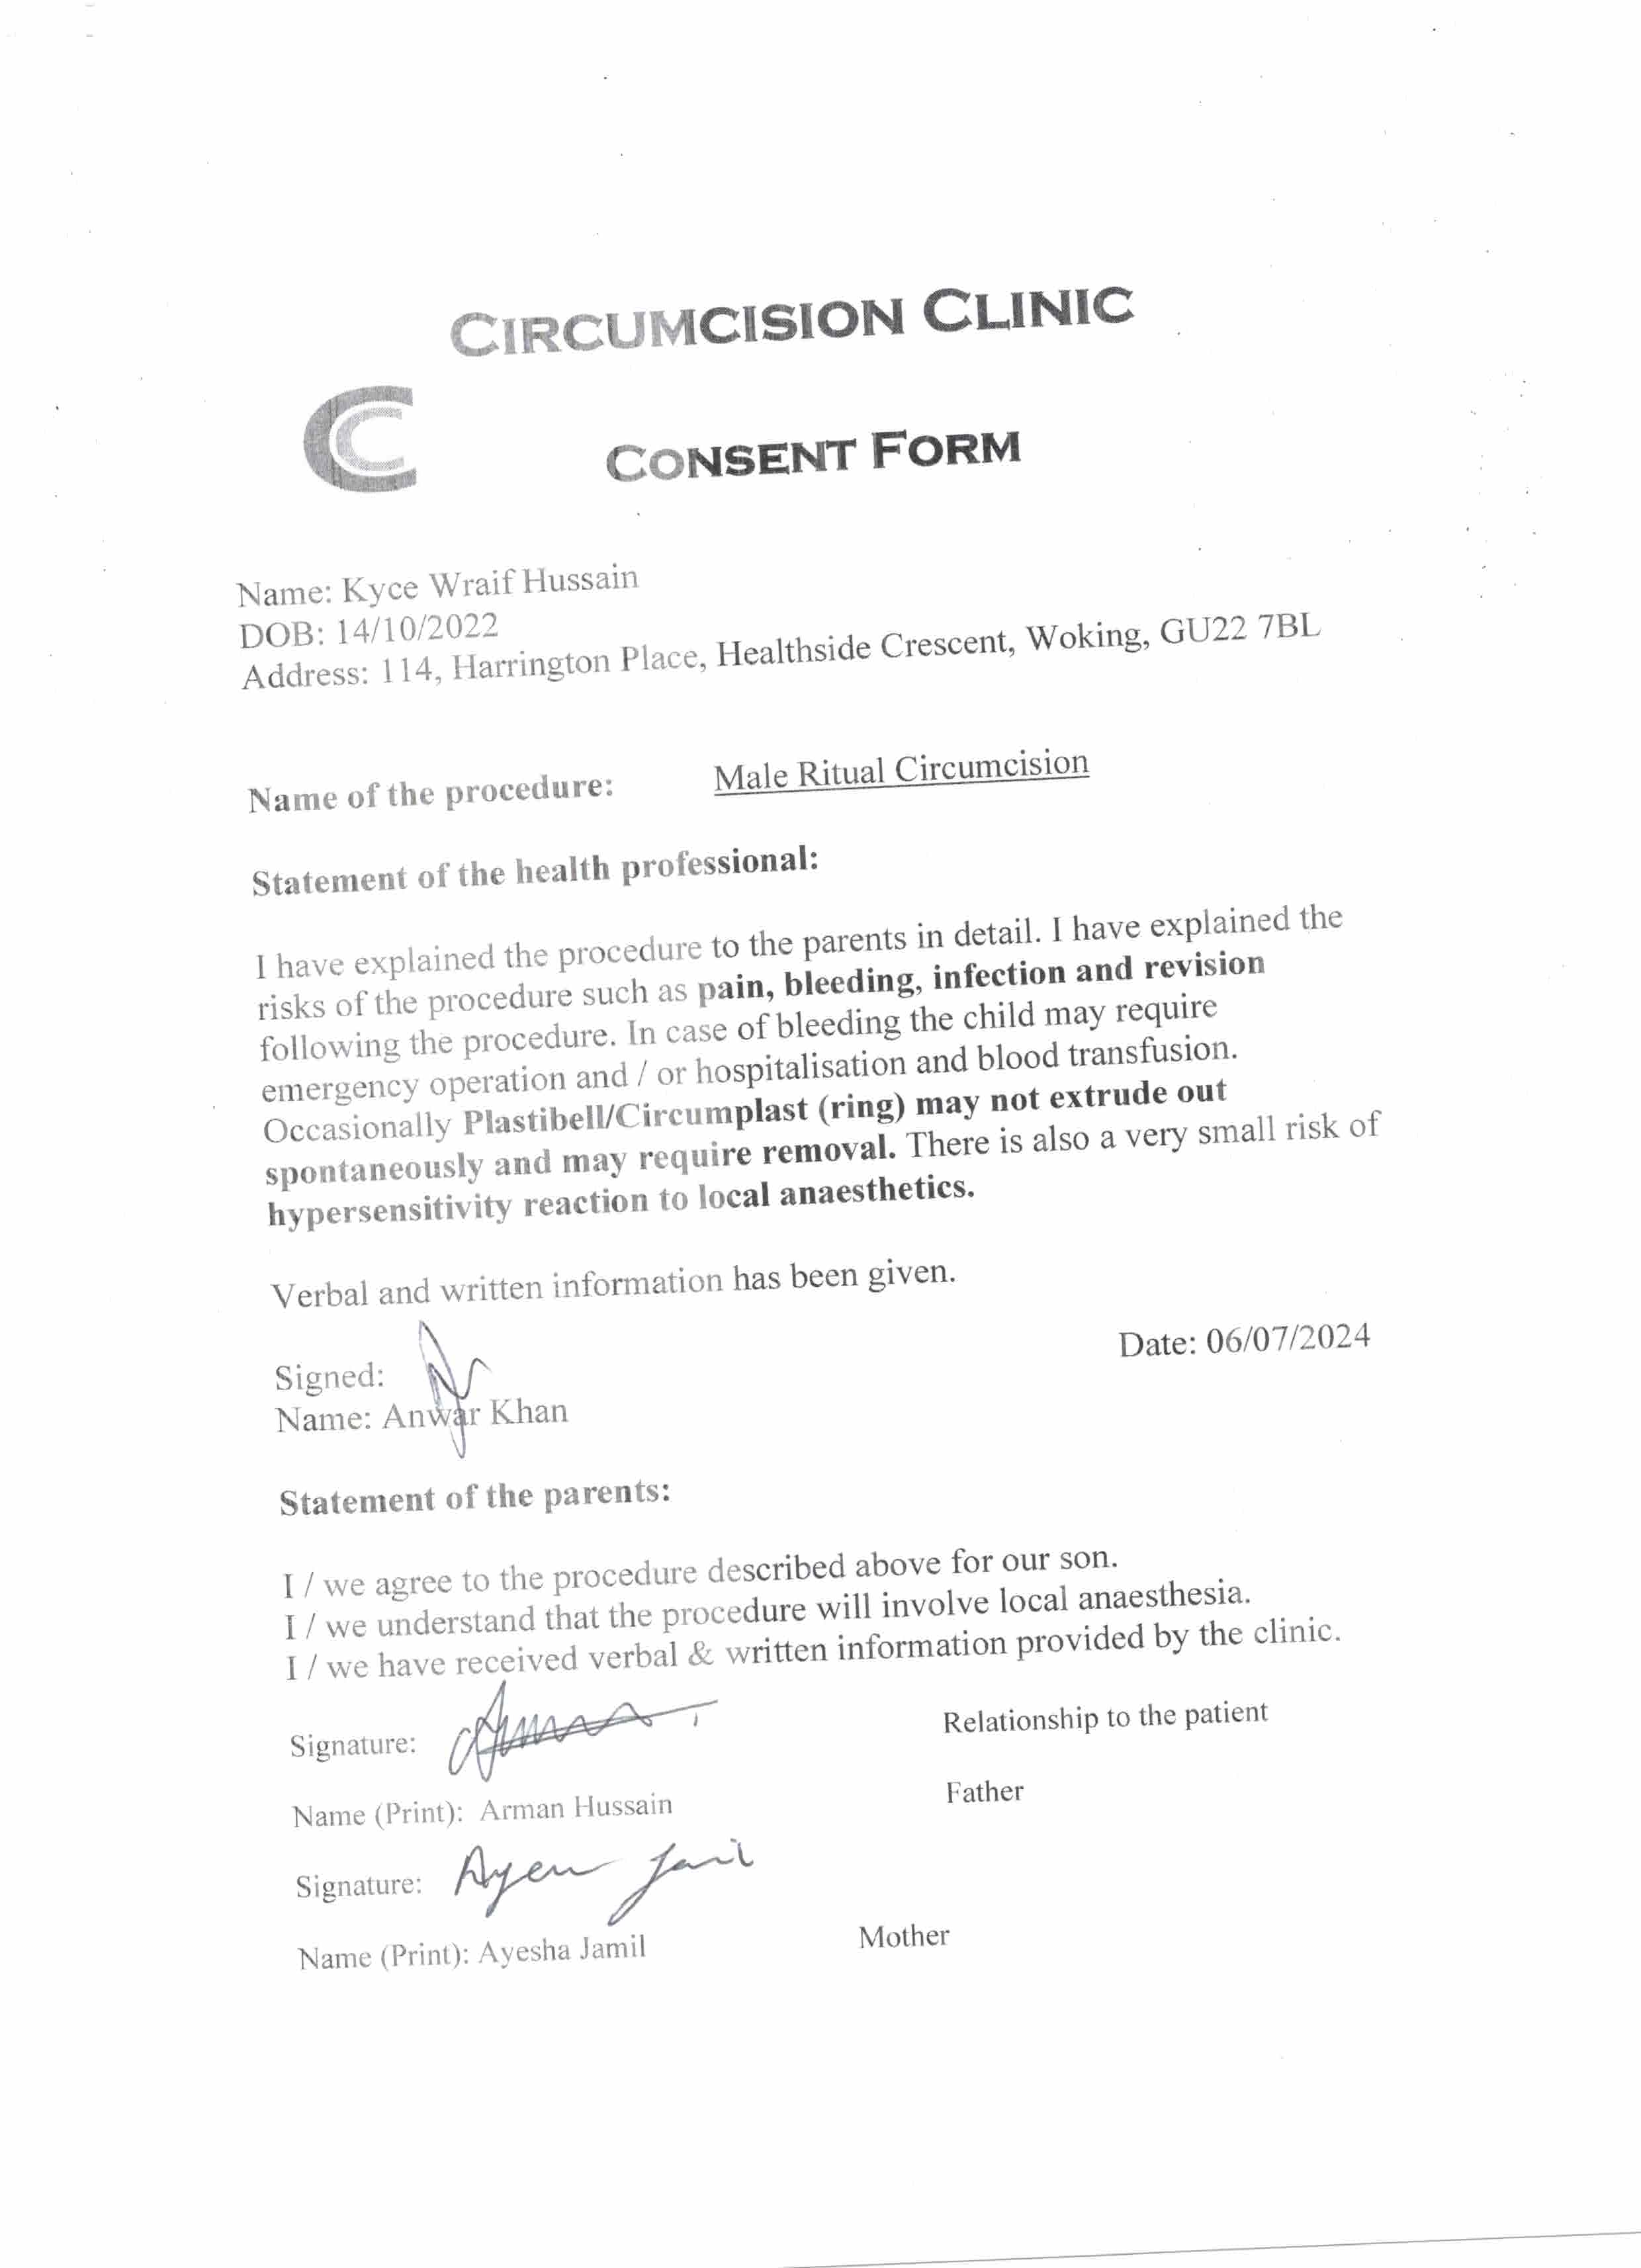 CIRCUMCISION CLINIC
CONSENT FORM
Name: Kyce Wraif Hussain
DOB: 14/10/2022
Address: 114, Harrington Place, Healthside Crescent, Woking, GU22 7BL
Name of the procedure: Male Ritual Circumcision
Statement of the health professional:
I have explained the procedure to the parents in detail. I have explained the
risks of the procedure such as pain, bleeding, infection and revision
following the procedure. In case of bleeding the child may require
emergency operation and / or hospitalisation and blood transfusion.
Occasionally Plastibell/Circumplast (ring) may not extrude out
spontaneously and may require removal. There is also a very small risk of
hypersensitivity reaction to local anaesthetics.
Verbal and written information has been given.
Date: 06/07/2024
Signed:
Name: Anwar Khan
Statement of the parents:
I / we agree to the procedure described above for our son.
I / we understand that the procedure will involve local anaesthesia.
I / we have received verbal & written information provided by the clinic.
Signature: Relationship to the patient
Name (Print): Arman Hussain Father
Signature:
Name (Print): Ayesha Jamil Mother